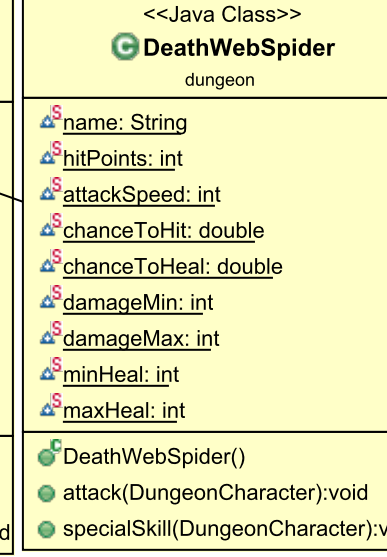 <<Java Class>>
C DeathWebSpider
dungeon
S name: String
S hitPoints: int
S attackSpeed: int
S chanceToHit: double
S chanceToHeal: double
S damageMin: int
S damageMax: int
S minHeal: int
S maxHeal: int
C DeathWebSpider()
attack(DungeonCharacter):void
d specialSkill(DungeonCharacter):v